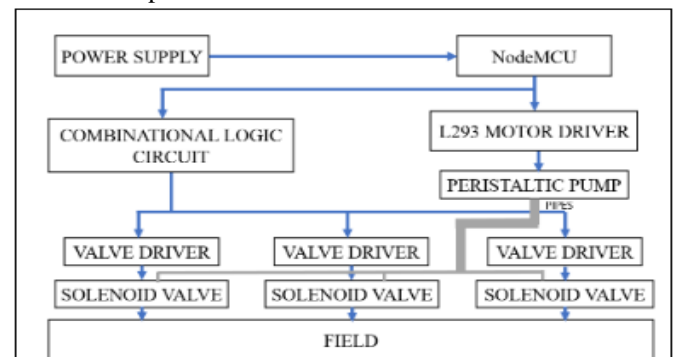 POWER SUPPLY
NodeMCU
COMBINATIONAL LOGIC
CIRCUIT
L293 MOTOR DRIVER
PERISTALTIC PUMP
PIPES
VALVE DRIVER
VALVE DRIVER
VALVE DRIVER
SOLENOID VALVE
SOLENOID VALVE
SOLENOID VALVE
FIELD